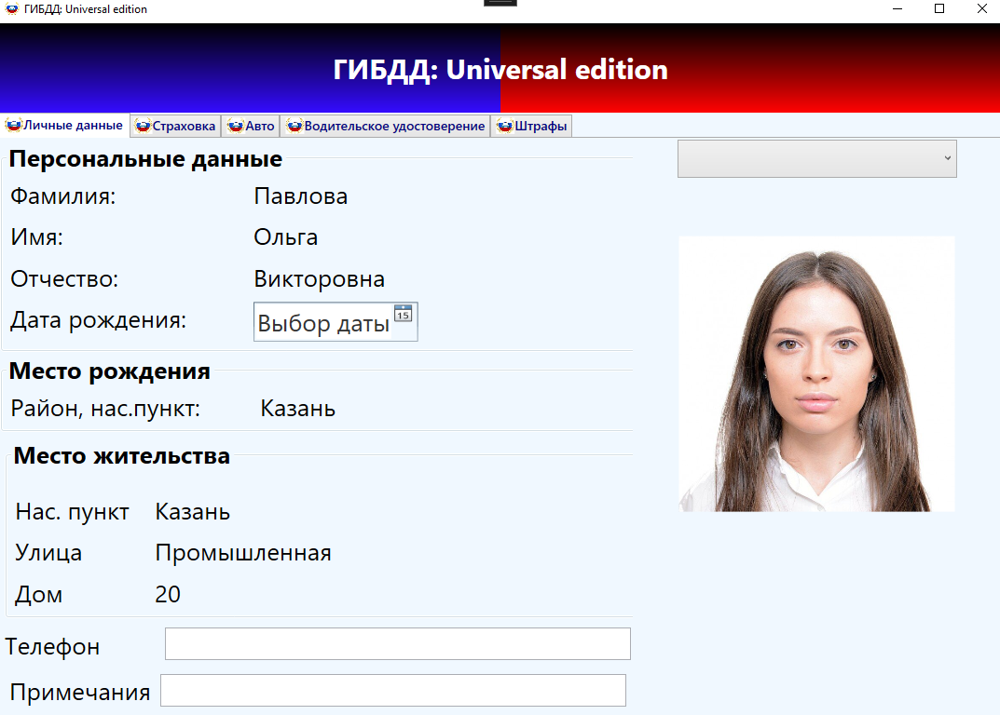 ГИБДД: Universal edition
ГИБДД: Universal edition
Личные данные Страховка Авто Водительское удостоверение Штрафы
Персональные данные
Фамилия: Павлова
Имя: Ольга
Отчество: Викторовна
Дата рождения: Выбор даты 15
Место рождения
Район, нас.пункт: Казань
Место жительства
Нас. пункт Казань
Улица Промышленная
Дом 20
Телефон
Примечания